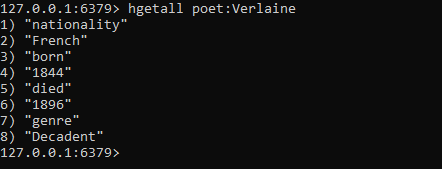 127.0.0.1:6379> hgetall poet:Verlaine
1) "nationality"
2) "French"
3) "born"
4) "1844"
5) "died"
6) "1896"
7) "genre"
8) "Decadent"
127.0.0.1:6379>